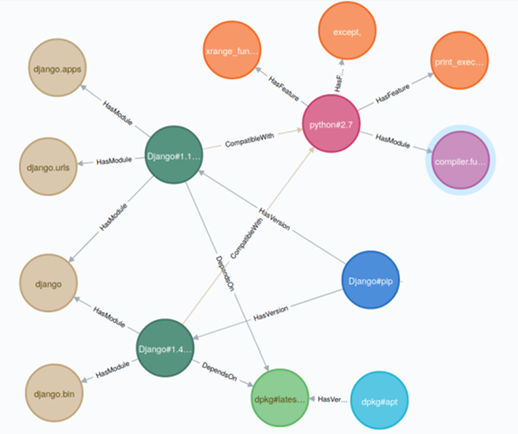 except,
xrange_fun...
print_exec...
django.apps
HasFeature
HasF...
HasFeature
HasModule
python#2.7
CompatibleWith
HasModule
django.urls
HasModule
Django#1.1...
compiler.fu...
HasModule
HasVersion
CompatibleWith
DependsOn
django
Django#pip
HasModule
HasVersion
Django#1.4...
HasModule
DependsOn
django.bin
dpkg#lates...
HasVer...
dpkg#apt